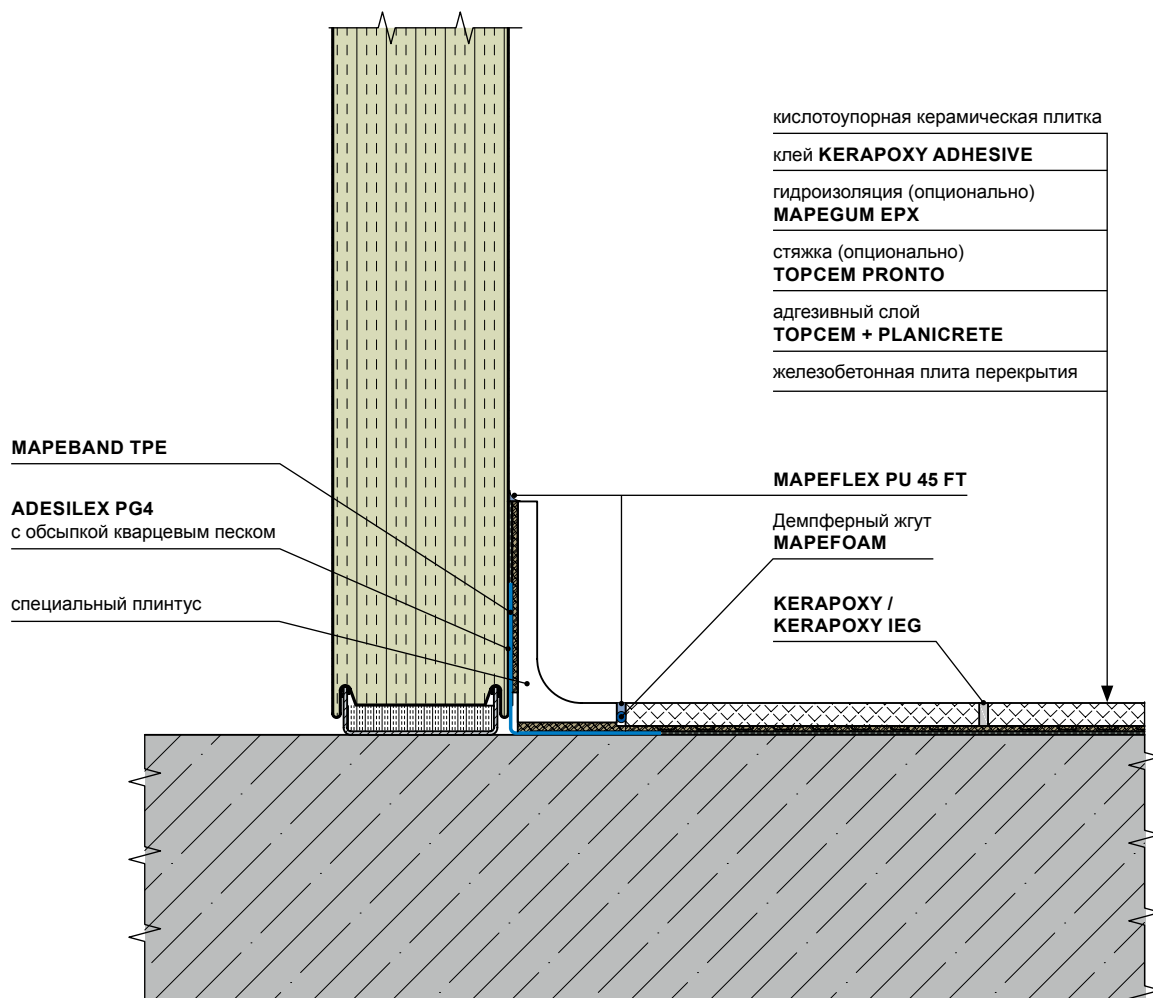 кислотоупорная керамическая плитка
клей KERAPOXY ADHESIVE
гидроизоляция (опционально)
MAPEGUM EPX
стяжка (опционально)
TOPCEM PRONTO
адгезивный слой
TOPCEM + PLANICRETE
железобетонная плита перекрытия
MAPEBAND TPE
ADESILEX PG4
с обсыпкой кварцевым песком
специальный плинтус
MAPEFLEX PU 45 FT
Демпферный жгут
MAPEFOAM
KERAPOXY /
KERAPOXY IEG